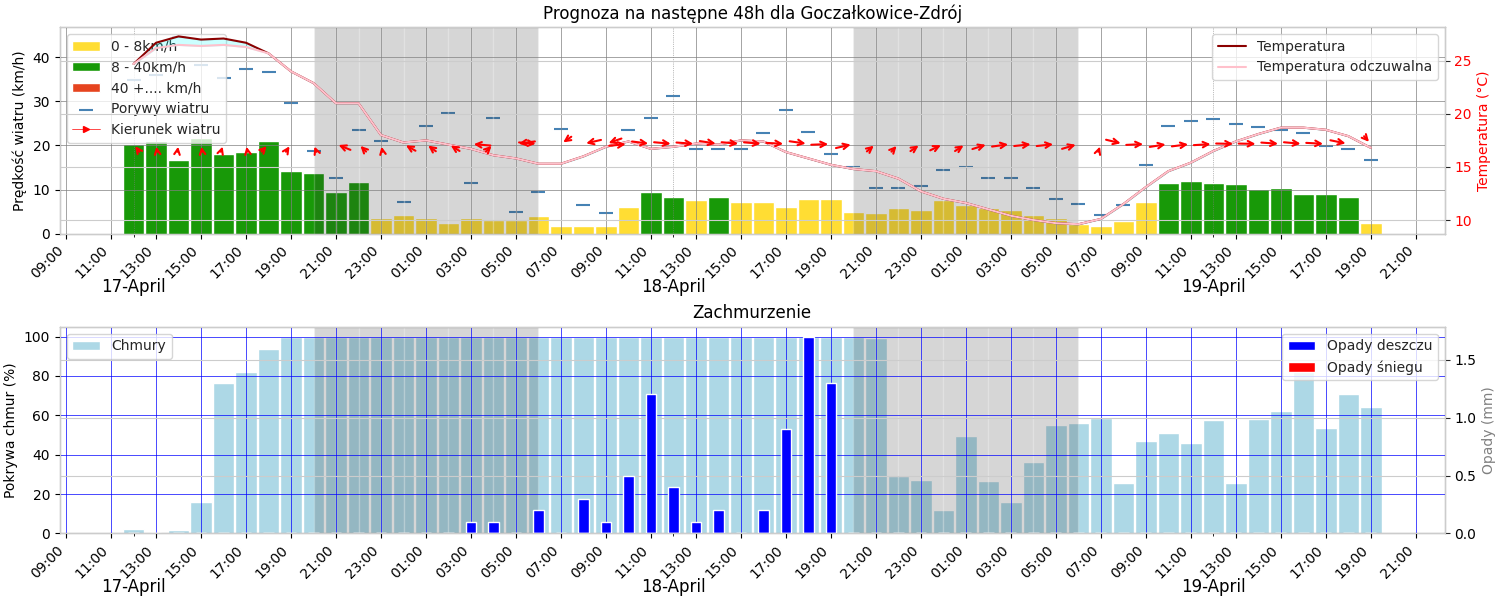 Prognoza na następne 48h dla Goczałkowice-Zdrój
Prędkość wiatru (km/h)
0
10
20
30
40
0 - 8km/h
8 - 40km/h
40 +.... km/h
Porywy wiatru
Kierunek wiatru
Temperatura
Temperatura odczuwalna
25
20
15
10
Temperatura (°C)
09:00 11:00 13:00 15:00 17:00 19:00 21:00 23:00 01:00 03:00 05:00 07:00 09:00 11:00 13:00 15:00 17:00 19:00 21:00 23:00 01:00 03:00 05:00 07:00 09:00 11:00 13:00 15:00 17:00 19:00 21:00
17-April 18-April 19-April
Zachmurzenie
Pokrywa chmur (%)
100
80
60
40
20
0
Chmury
Opady deszczu
Opady śniegu
1.5
1.0
0.5
0.0
Opady (mm)
09:00 11:00 13:00 15:00 17:00 19:00 21:00 23:00 01:00 03:00 05:00 07:00 09:00 11:00 13:00 15:00 17:00 19:00 21:00 23:00 01:00 03:00 05:00 07:00 09:00 11:00 13:00 15:00 17:00 19:00 21:00
17-April 18-April 19-April